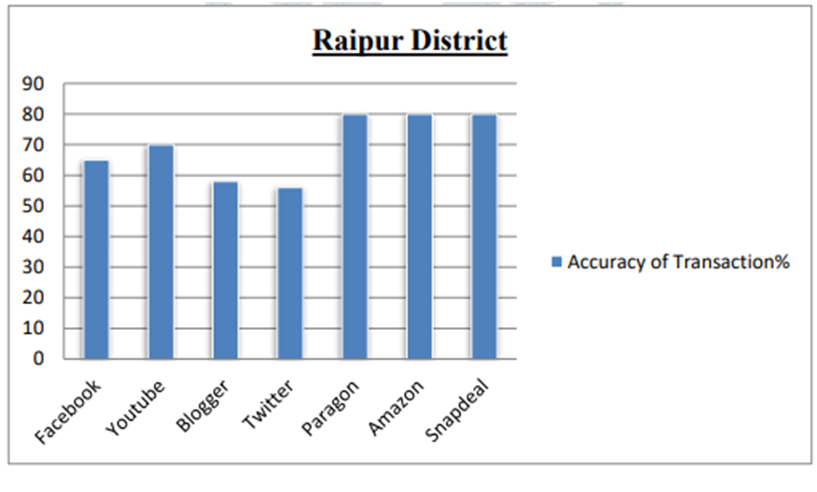 Raipur District
90
80
70
60
50
40
30
20
10
0
Facebook
Youtube
Blogger
Twitter
Paragon
Amazon
Snapdeal
Accuracy of Transaction%